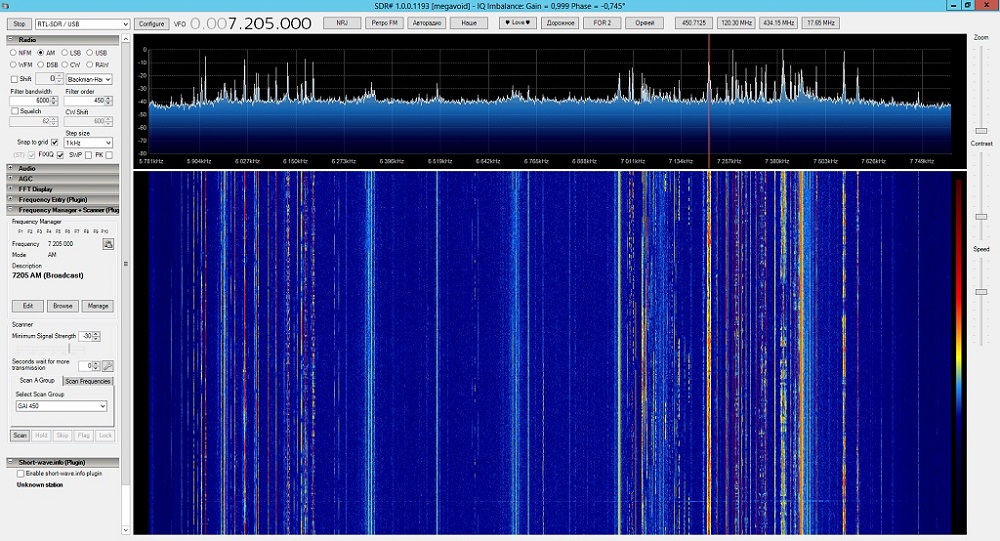 SDR# 1.0.0.1193 [megavoid] - IQ Imbalance: Gain = 0,999 Phase = -0,745°
Stop RTL-SDR / USB Configure VFO 0.007.205.000 NFJ Ретро FM Авторадио Наше ♥ Love! ♥ Дорожное FOR 2 Орфей 450.7125 120.30 MHz 434.15 MHz 17.65 MHz
Radio
NFM AM LSB USB
WFM DSB CW RAW
Shift 0 Blackman-Har
Filter bandwidth Filter order
6000 450
Squelch CW Shift
62 600
Step size
Snap to grid 1 kHz
(ST) FIXIQ SWP PK
Audio
AGC
FFT Display
Frequency Entry (Plugin)
Frequency Manager + Scanner (Plug
Frequency Manager
F1 F2 F3 F4 F5 F6 F7 F8 F9 F10
Frequency 7 205 000
Mode AM
Description
7205 AM (Broadcast)
Edit Browse Manage
Scanner
Minimum Signal Strength -30
Seconds wait for more
transmission 0
Scan A Group Scan Frequencies
Select Scan Group
GAI 450
Scan Hold Skip Flag Lock
Short-wave.info (Plugin)
Enable short-wave.info plugin
Unknown station
0
-10
-20
-30
-40
-50
-60
-70
-80
5 781kHz 5 904kHz 6 027kHz 6 150kHz 6 273kHz 6 396kHz 6 519kHz 6 642kHz 6 765kHz 6 888kHz 7 011kHz 7 134kHz 7 257kHz 7 380kHz 7 503kHz 7 626kHz 7 749kHz
Zoom
Contrast
Speed